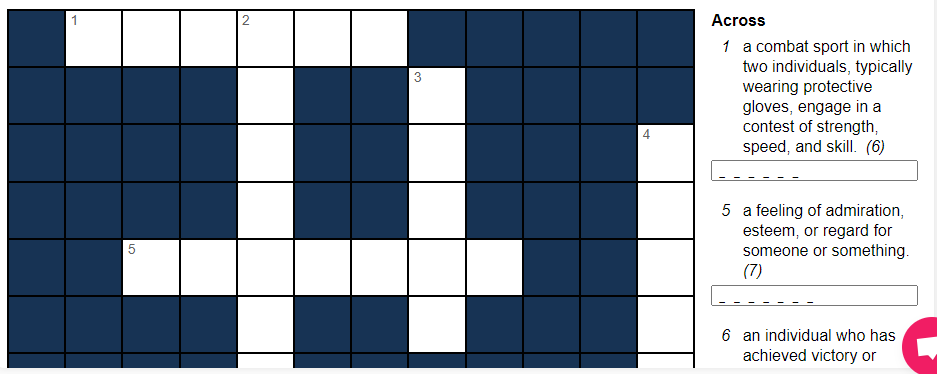 1
2
3
4
5
Across
1 a combat sport in which
two individuals, typically
wearing protective
gloves, engage in a
contest of strength,
speed, and skill. (6)
_ _ _ _ _ _
5 a feeling of admiration,
esteem, or regard for
someone or something.
(7)
_ _ _ _ _ _ _
6 an individual who has
achieved victory or